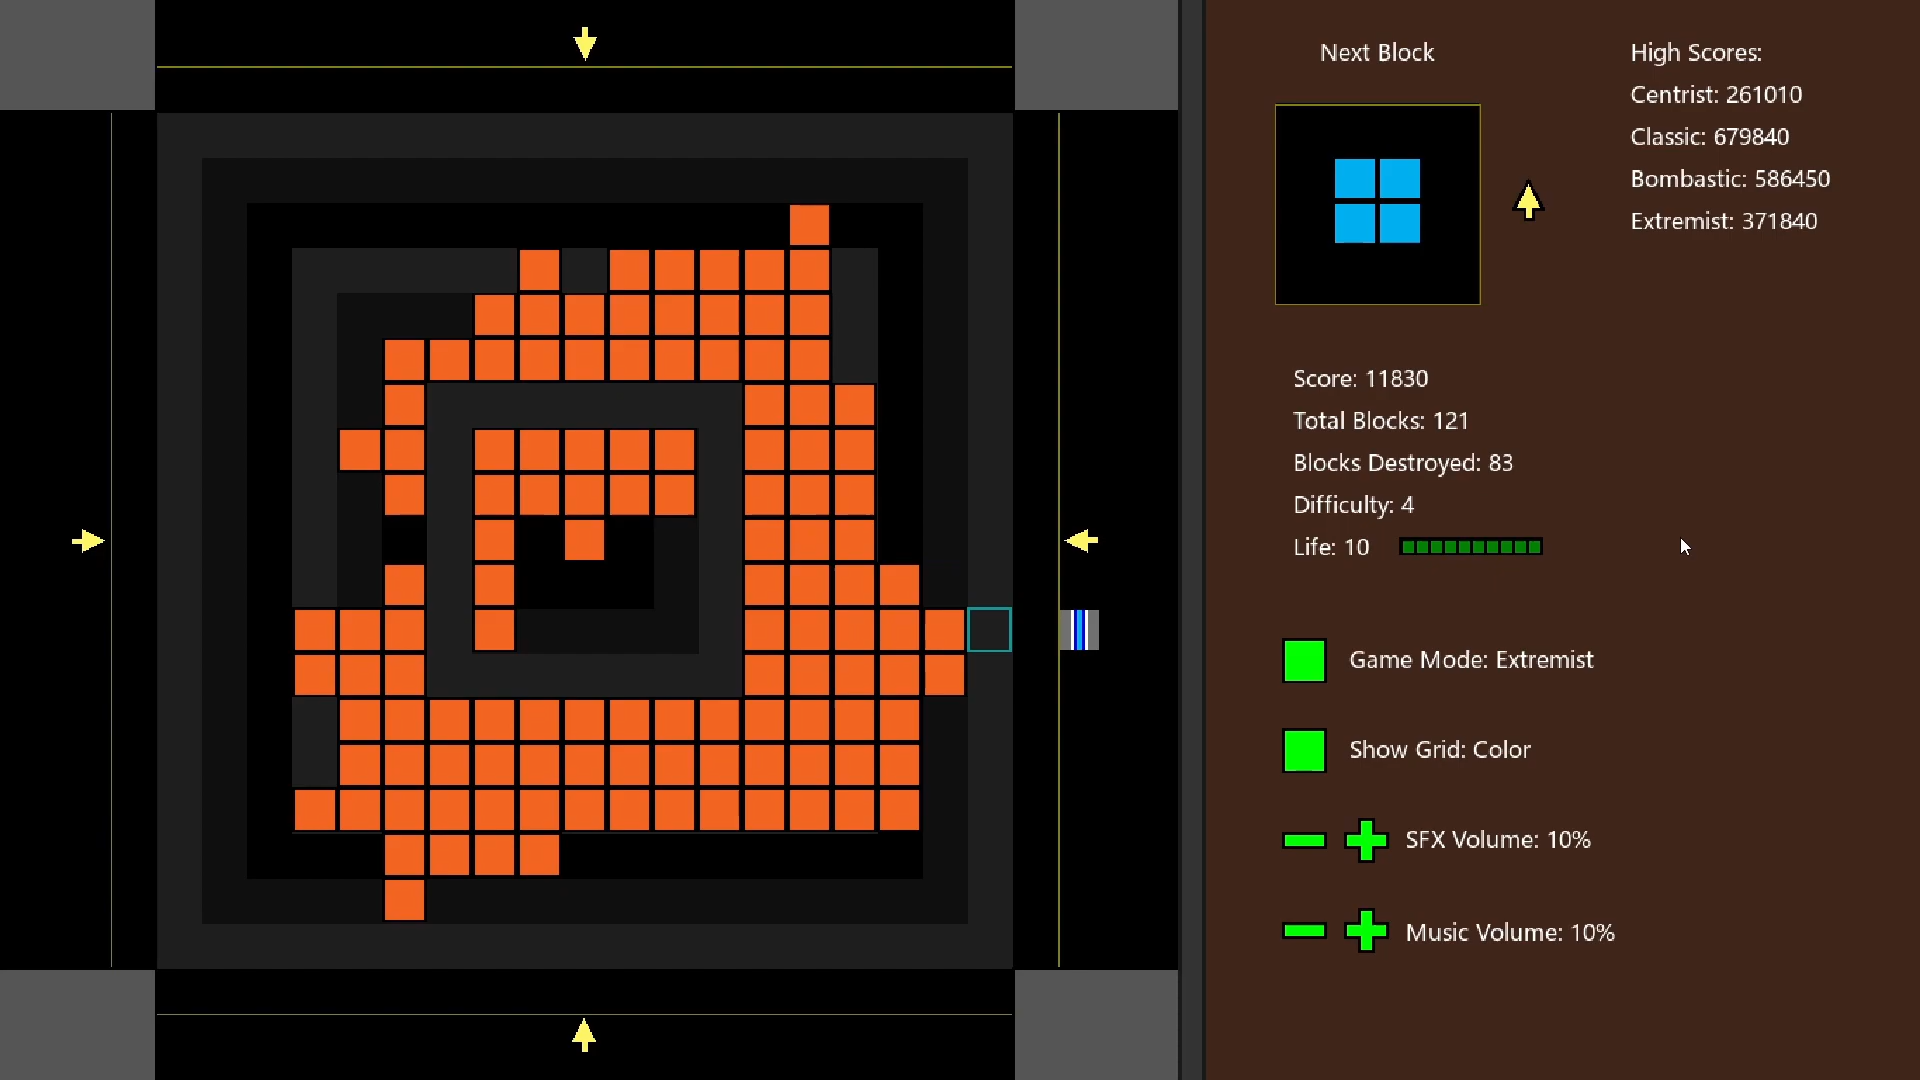 Next Block
High Scores:
Centrist: 261010
Classic: 679840
Bombastic: 586450
Extremist: 371840
Score: 11830
Total Blocks: 121
Blocks Destroyed: 83
Difficulty: 4
Life: 10
Game Mode: Extremist
Show Grid: Color
SFX Volume: 10%
Music Volume: 10%